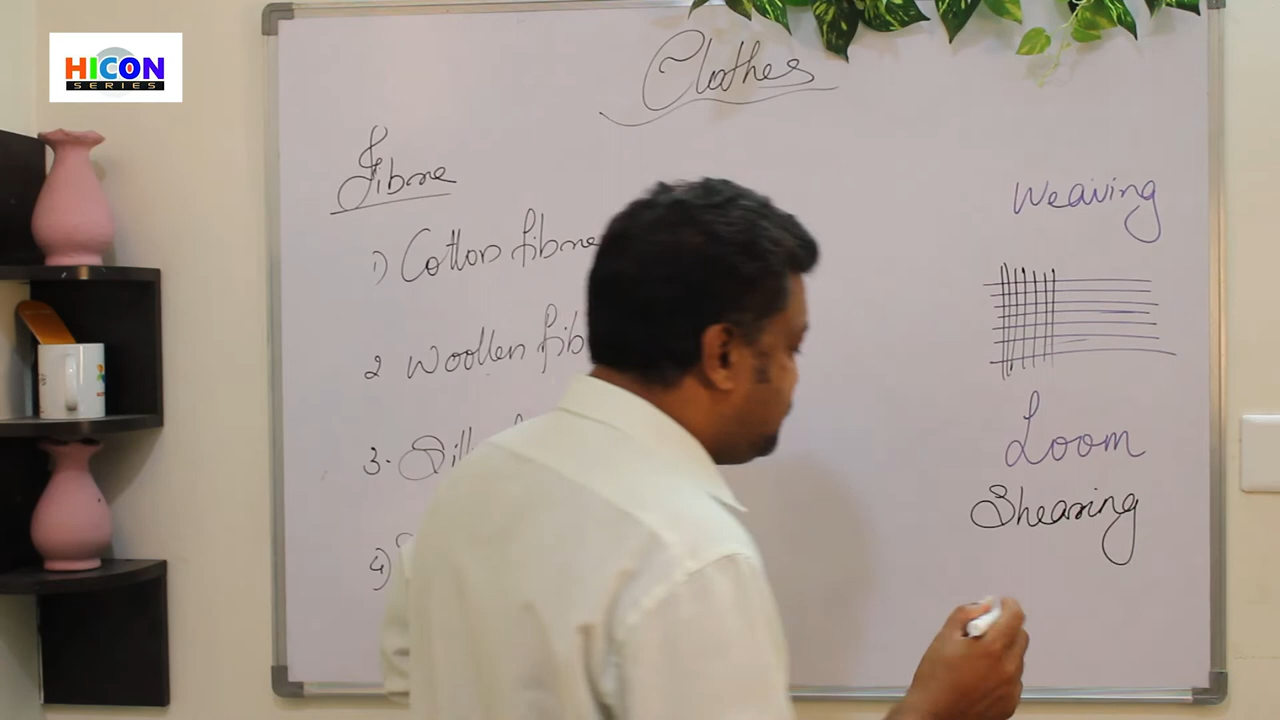 HICON
SERIES
Clothes
Fibre
1) Cotton fibre
2 Woollen fib
3.
4)
Weaving
Loom
Shearing